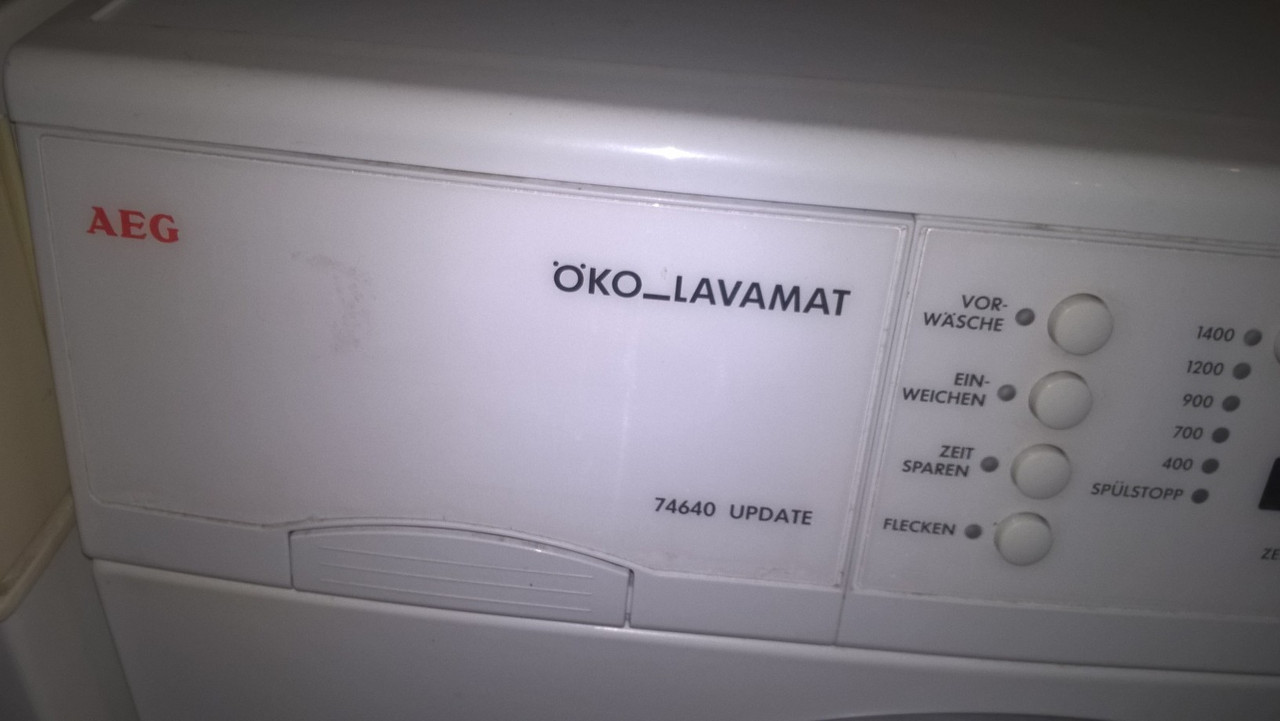 AEG
ÖKO_LAVAMAT
74640 UPDATE
VOR-
WÄSCHE
EIN-
WEICHEN
ZEIT
SPAREN
FLECKEN
1400
1200
900
700
400
SPÜLSTOPP